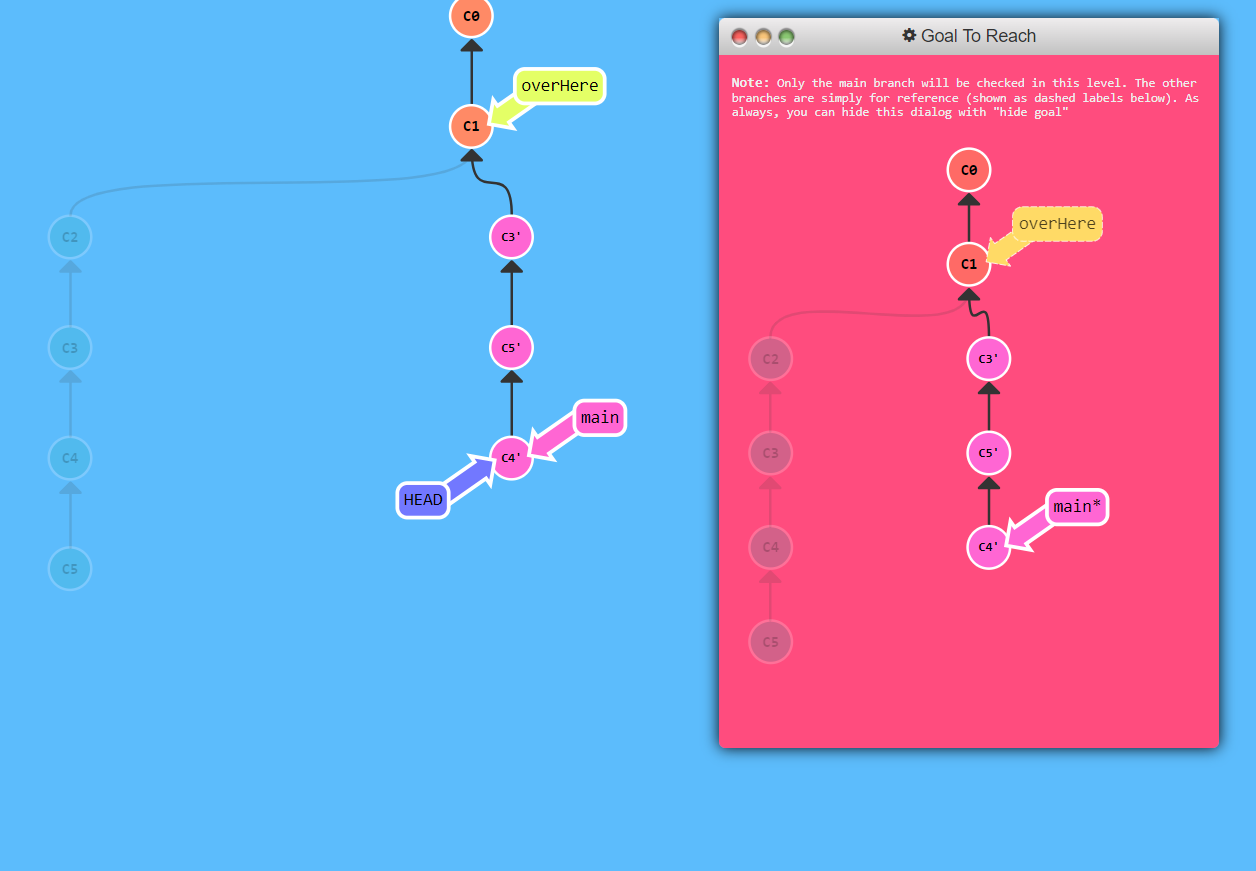 C0
overHere
C1
C2
C3'
C3
C5'
main
C4
C4'
HEAD
C5
Goal To Reach
Note: Only the main branch will be checked in this level. The other
branches are simply for reference (shown as dashed labels below). As
always, you can hide this dialog with "hide goal"
C0
overHere
C1
C2
C3'
C3
C5'
main*
C4
C4'
C5